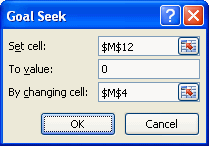 Goal Seek
Set cell: $M$12
To value: 0
By changing cell: $M$4
OK Cancel